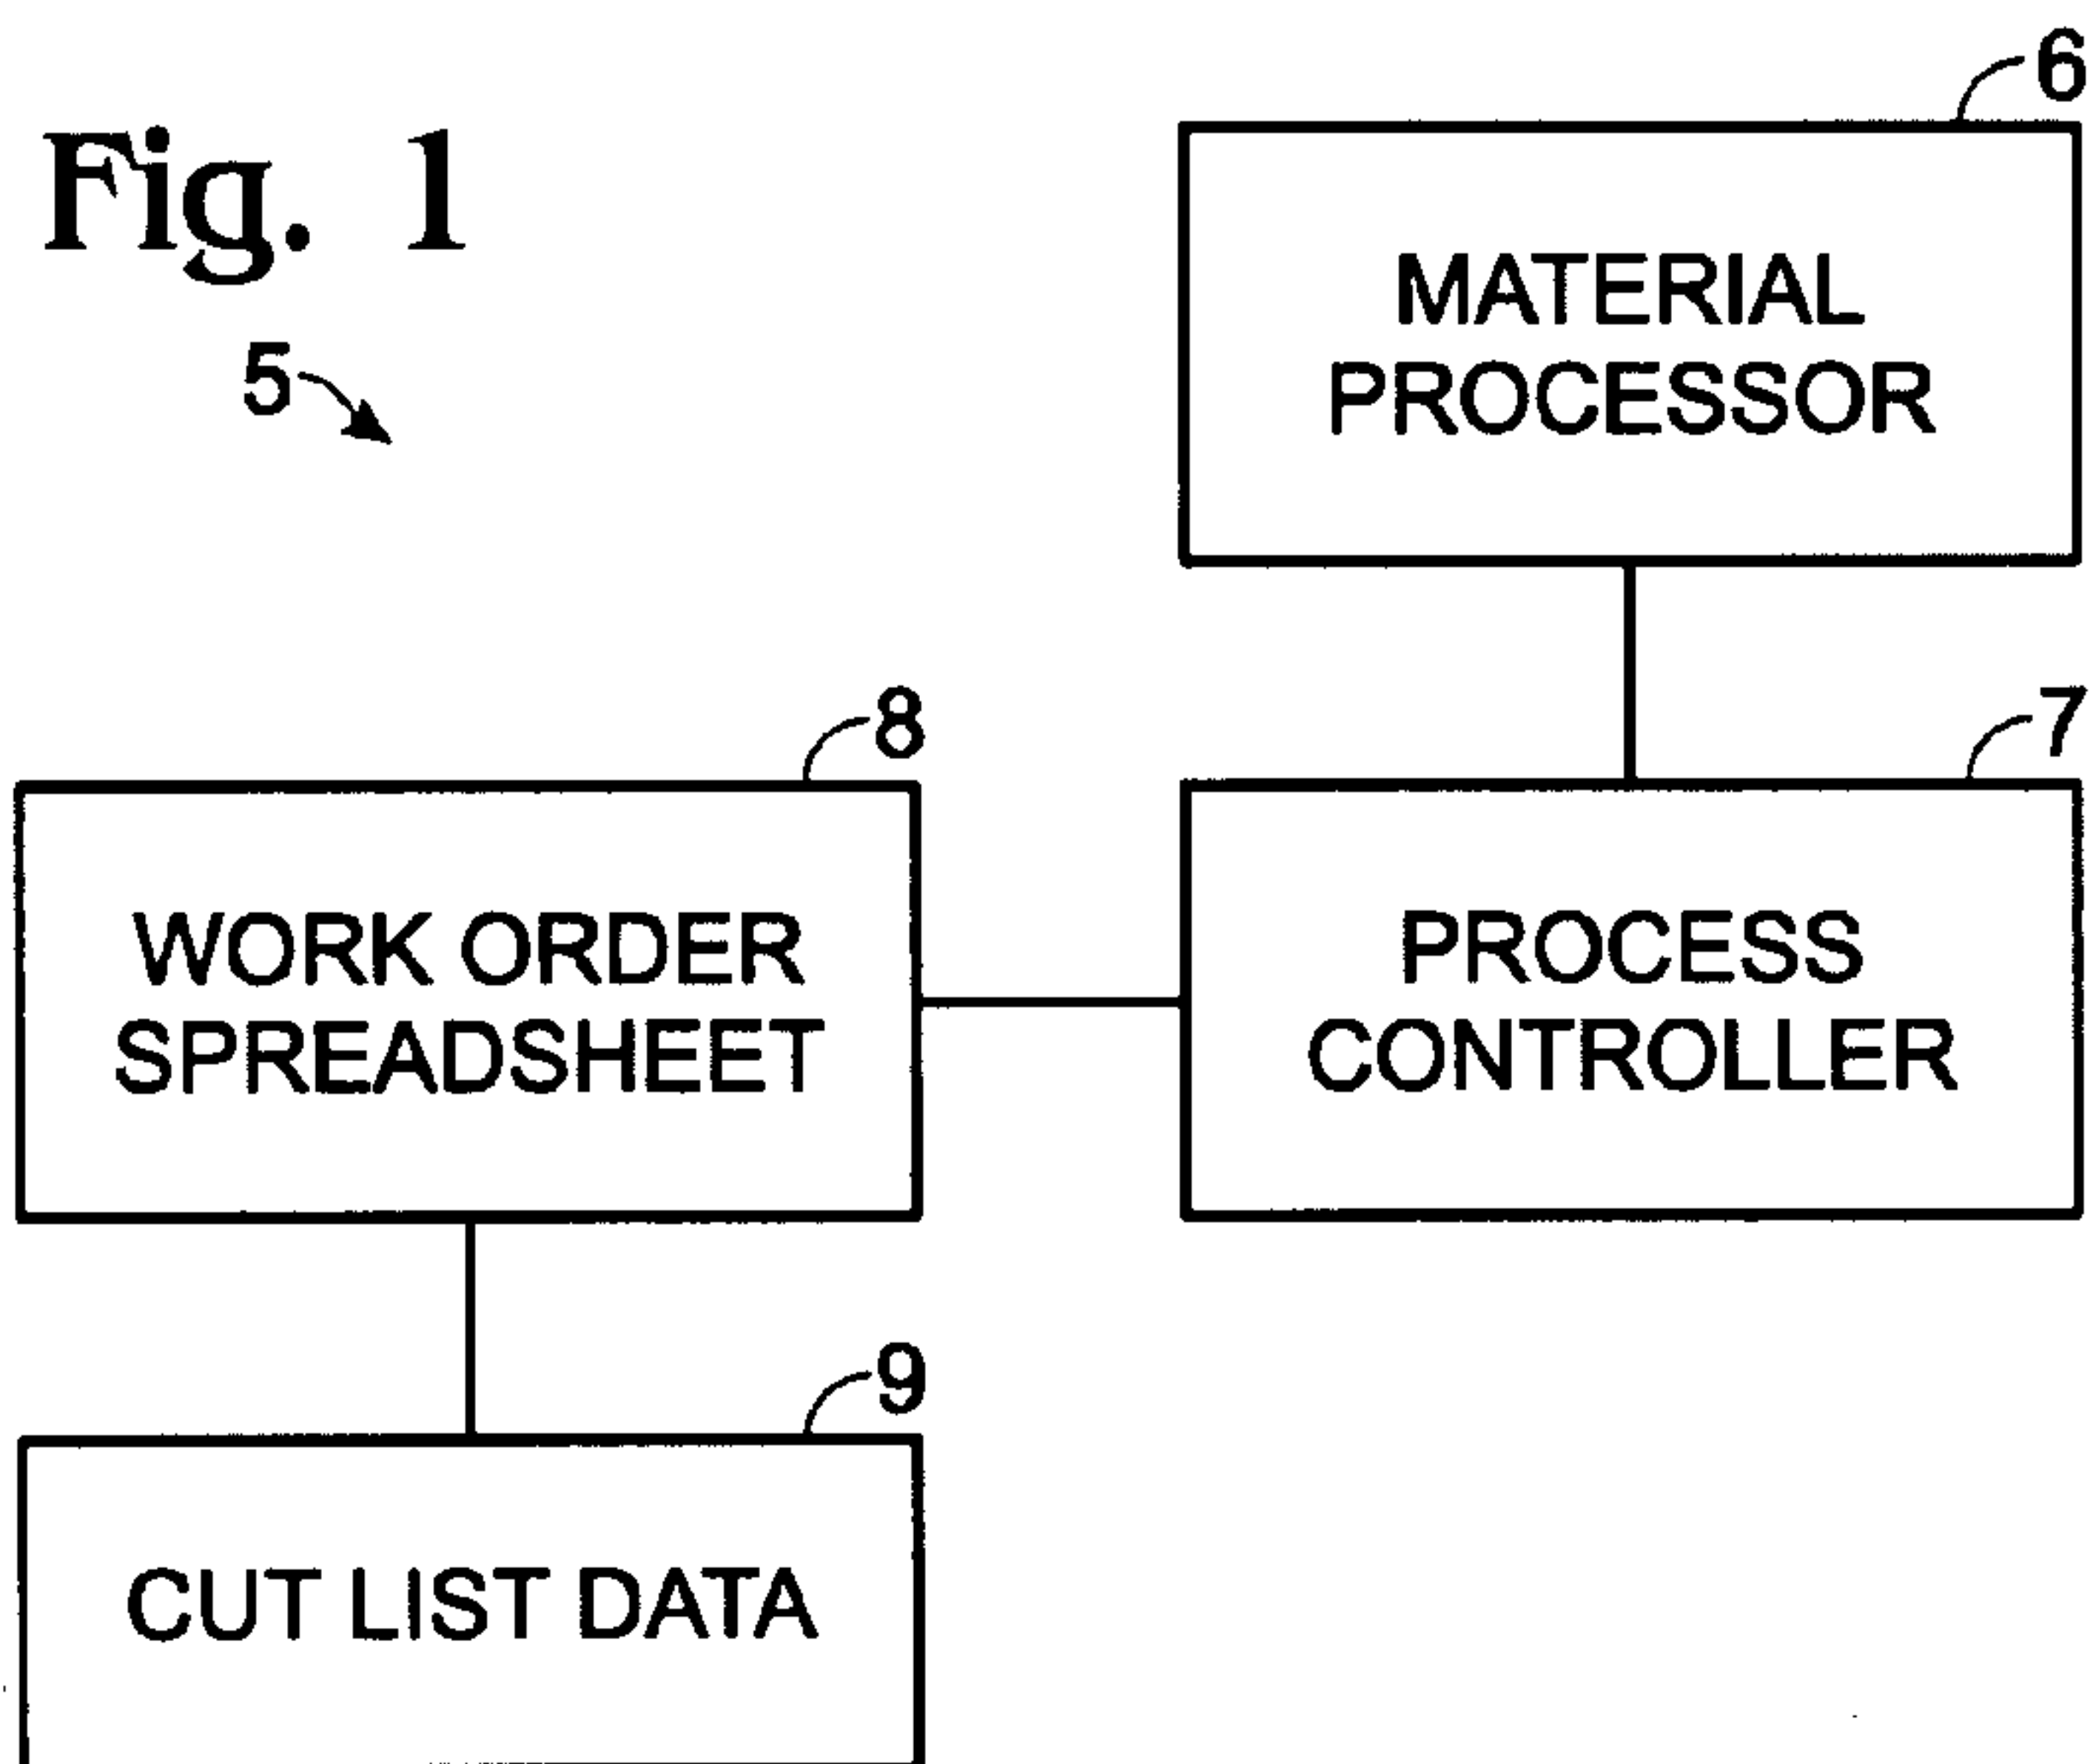 Fig. 1
5
6
MATERIAL
PROCESSOR
8
WORK ORDER
SPREADSHEET
7
PROCESS
CONTROLLER
9
CUT LIST DATA